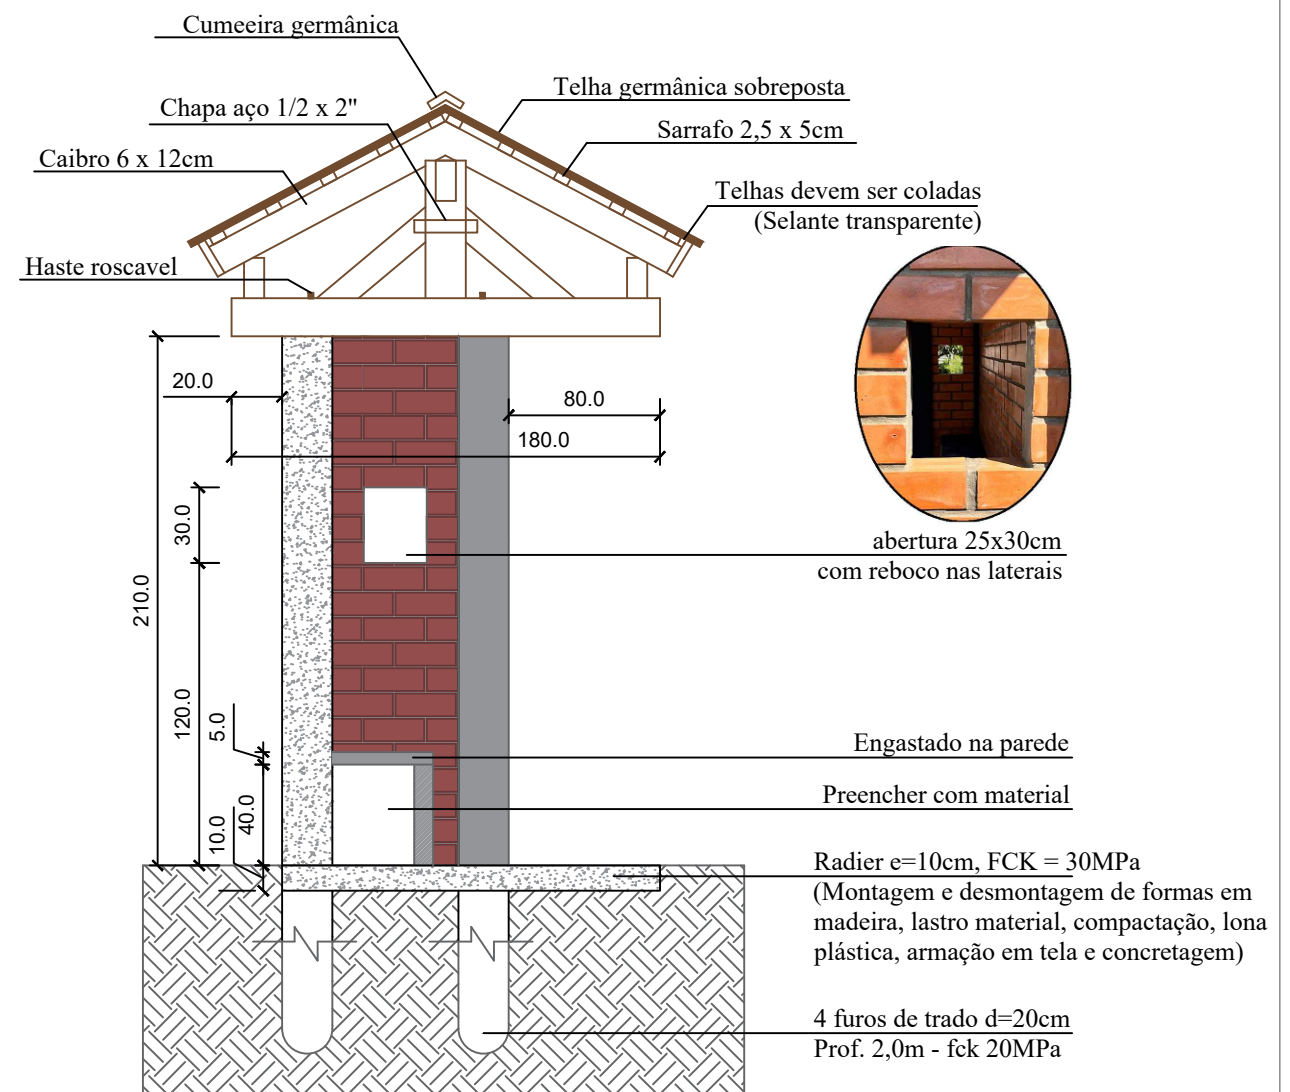 Cumeeira germânica
Telha germânica sobreposta
Chapa aço 1/2 x 2"
Sarrafo 2,5 x 5cm
Caibro 6 x 12cm
Telhas devem ser coladas
(Selante transparente)
Haste roscavel
20.0
80.0
180.0
30.0
abertura 25x30cm
com reboco nas laterais
210.0
120.0
5.0
Engastado na parede
Preencher com material
40.0
10.0
Radier e=10cm, FCK = 30MPa
(Montagem e desmontagem de formas em
madeira, lastro material, compactação, lona
plástica, armação em tela e concretagem)
4 furos de trado d=20cm
Prof. 2,0m - fck 20MPa